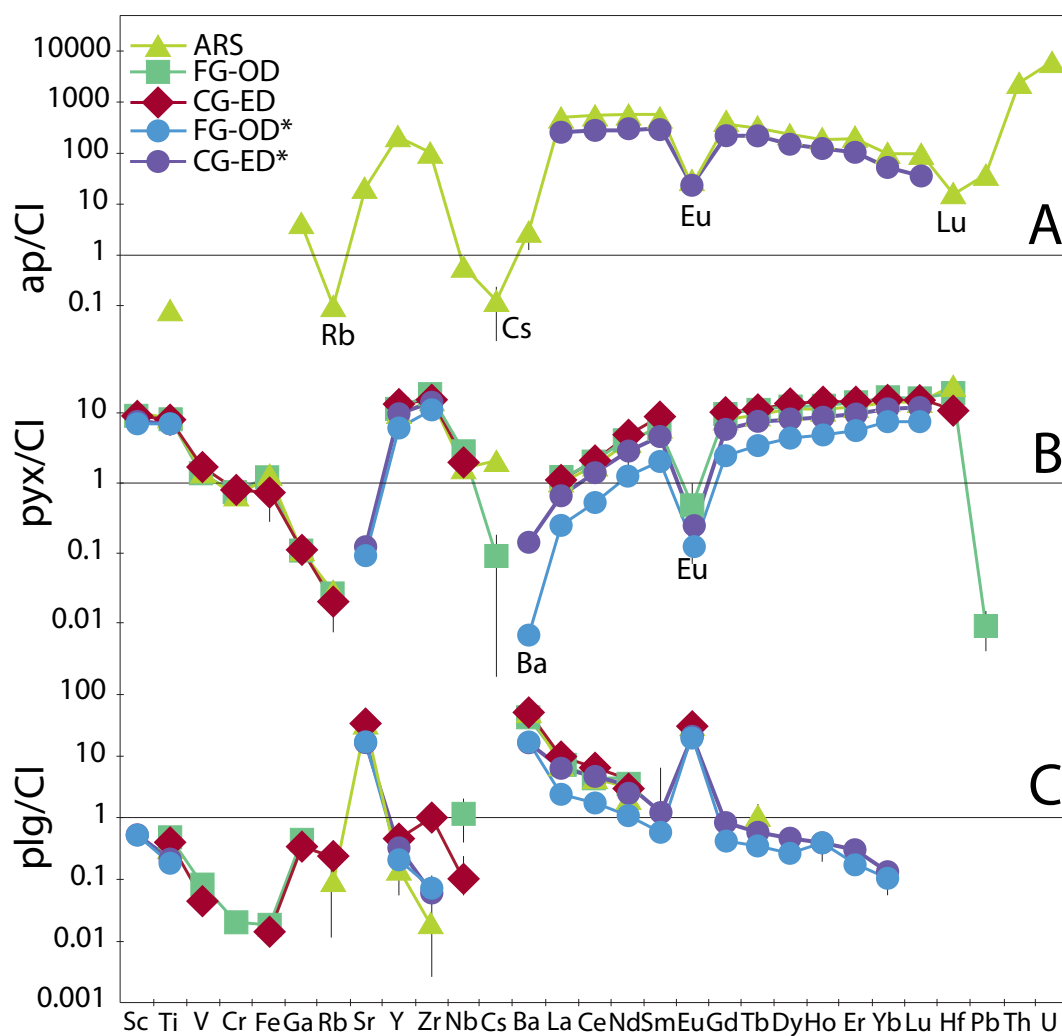 10000
1000
100
10
1
0.1
ap/CI
ARS
FG-OD
CG-ED
FG-OD*
CG-ED*
Rb
Cs
Eu
Lu
A
10
1
0.1
0.01
pyx/CI
Ba
Eu
B
100
10
1
0.1
0.01
0.001
plg/CI
C
Sc Ti V Cr Fe Ga Rb Sr Y Zr Nb Cs Ba La Ce Nd Sm Eu Gd Tb Dy Ho Er Yb Lu Hf Pb Th U